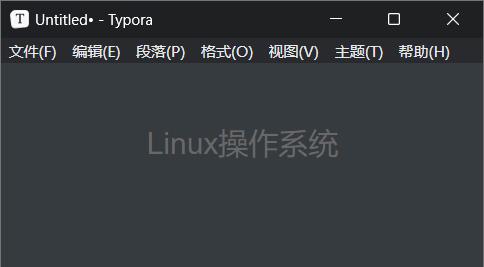 Untitled• - Typora
文件(F) 编辑(E) 段落(P) 格式(O) 视图(V) 主题(T) 帮助(H)
Linux操作系统